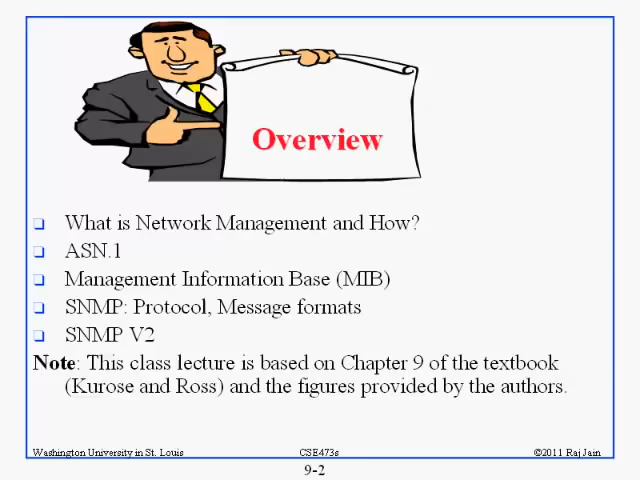 Overview
What is Network Management and How?
ASN.1
Management Information Base (MIB)
SNMP: Protocol, Message formats
SNMP V2
Note: This class lecture is based on Chapter 9 of the textbook
(Kurose and Ross) and the figures provided by the authors.
Washington University in St. Louis CSE473s ©2011 Raj Jain
9-2